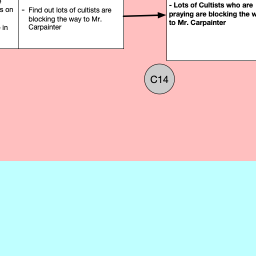 s on
in
- Find out lots of cultists are
blocking the way to Mr.
Carpainter
- Lots of Cultists who are
praying are blocking the
to Mr. Carpainter
C14